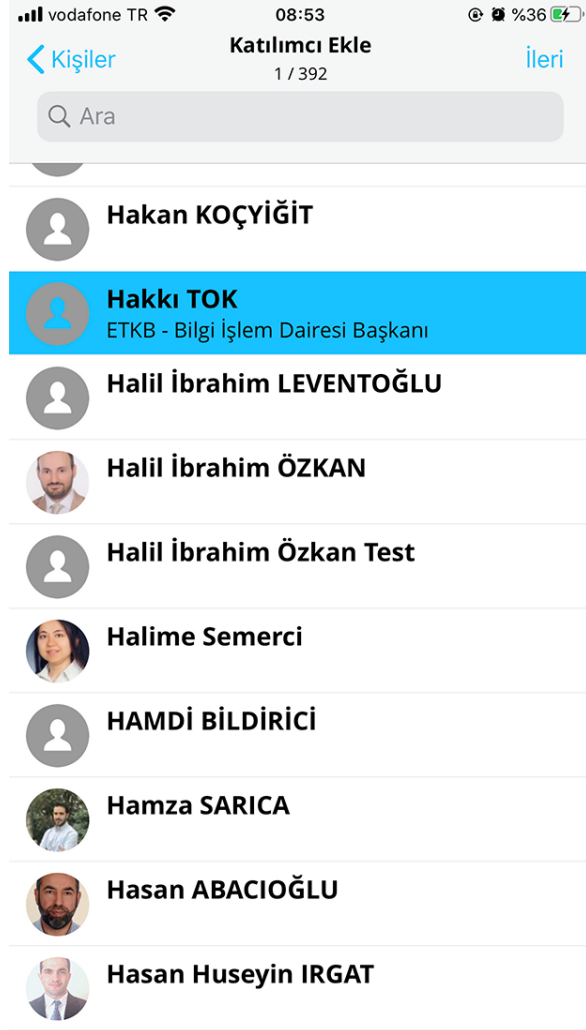 vodafone TR 08:53 %36
Katılımcı Ekle
Kişiler 1 / 392 İleri
Ara
Hakan KOÇYİĞİT
Hakkı TOK
ETKB - Bilgi İşlem Dairesi Başkanı
Halil İbrahim LEVENTOĞLU
Halil İbrahim ÖZKAN
Halil İbrahim Özkan Test
Halime Semerci
HAMDİ BİLDİRİCİ
Hamza SARICA
Hasan ABACIOĞLU
Hasan Huseyin IRGAT